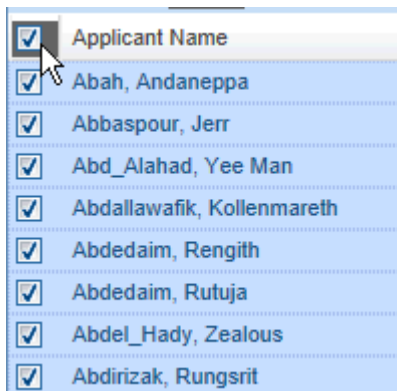 Applicant Name
Abah, Andaneppa
Abbaspour, Jerr
Abd_Alahad, Yee Man
Abdallawafik, Kollenmareth
Abdedaim, Rengith
Abdedaim, Rutuja
Abdel_Hady, Zealous
Abdirizak, Rungsrit